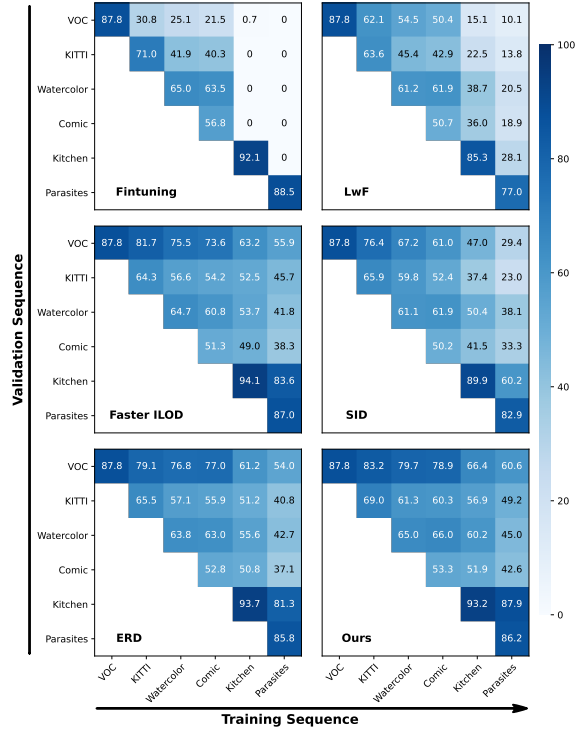 VOC 87.8 30.8 25.1 21.5 0.7 0
KITTI 71.0 41.9 40.3 0 0
Watercolor 65.0 63.5 0 0
Comic 56.8 0 0
Kitchen 92.1 0
Parasites 88.5
Fintuning
87.8 62.1 54.5 50.4 15.1 10.1
63.6 45.4 42.9 22.5 13.8
61.2 61.9 38.7 20.5
50.7 36.0 18.9
85.3 28.1
77.0
LwF
VOC 87.8 81.7 75.5 73.6 63.2 55.9
KITTI 64.3 56.6 54.2 52.5 45.7
Watercolor 64.7 60.8 53.7 41.8
Comic 51.3 49.0 38.3
Kitchen 94.1 83.6
Parasites 87.0
Faster ILOD
87.8 76.4 67.2 61.0 47.0 29.4
65.9 59.8 52.4 37.4 23.0
61.1 61.9 50.4 38.1
50.2 41.5 33.3
89.9 60.2
82.9
SID
VOC 87.8 79.1 76.8 77.0 61.2 54.0
KITTI 65.5 57.1 55.9 51.2 40.8
Watercolor 63.8 63.0 55.6 42.7
Comic 52.8 50.8 37.1
Kitchen 93.7 81.3
Parasites 85.8
ERD
87.8 83.2 79.7 78.9 66.4 60.6
69.0 61.3 60.3 56.9 49.2
65.0 66.0 60.2 45.0
53.3 51.9 42.6
93.2 87.9
86.2
Ours
VOC KITTI Watercolor Comic Kitchen Parasites
VOC KITTI Watercolor Comic Kitchen Parasites
Training Sequence
Validation Sequence
100
80
60
40
20
0